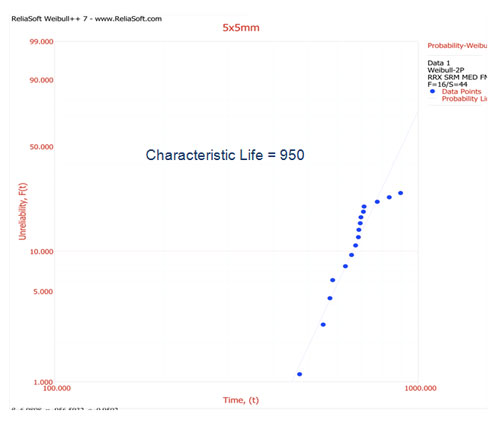 ReliaSoft Weibull++ 7 - www.ReliaSoft.com
5x5mm
99.000
Probability-Weibu
Data 1
Weibull-2P
RRX SRM MED FM
F=16/S=44
Data Points
Probability Li
90.000
50.000
Characteristic Life = 950
Unreliability, F(t)
10.000
5.000
1.000
100.000
1000.000
Time, (t)